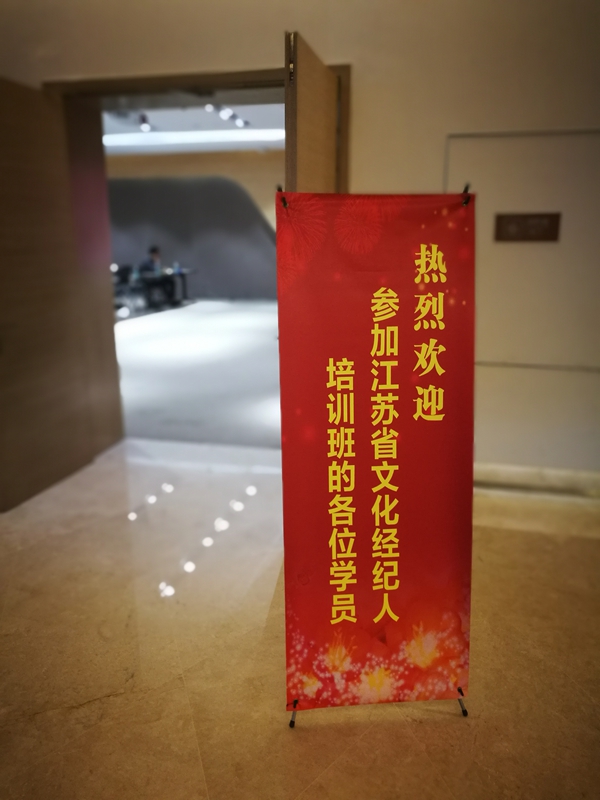 热烈欢迎
参加江苏省文化经纪人
培训班的各位学员